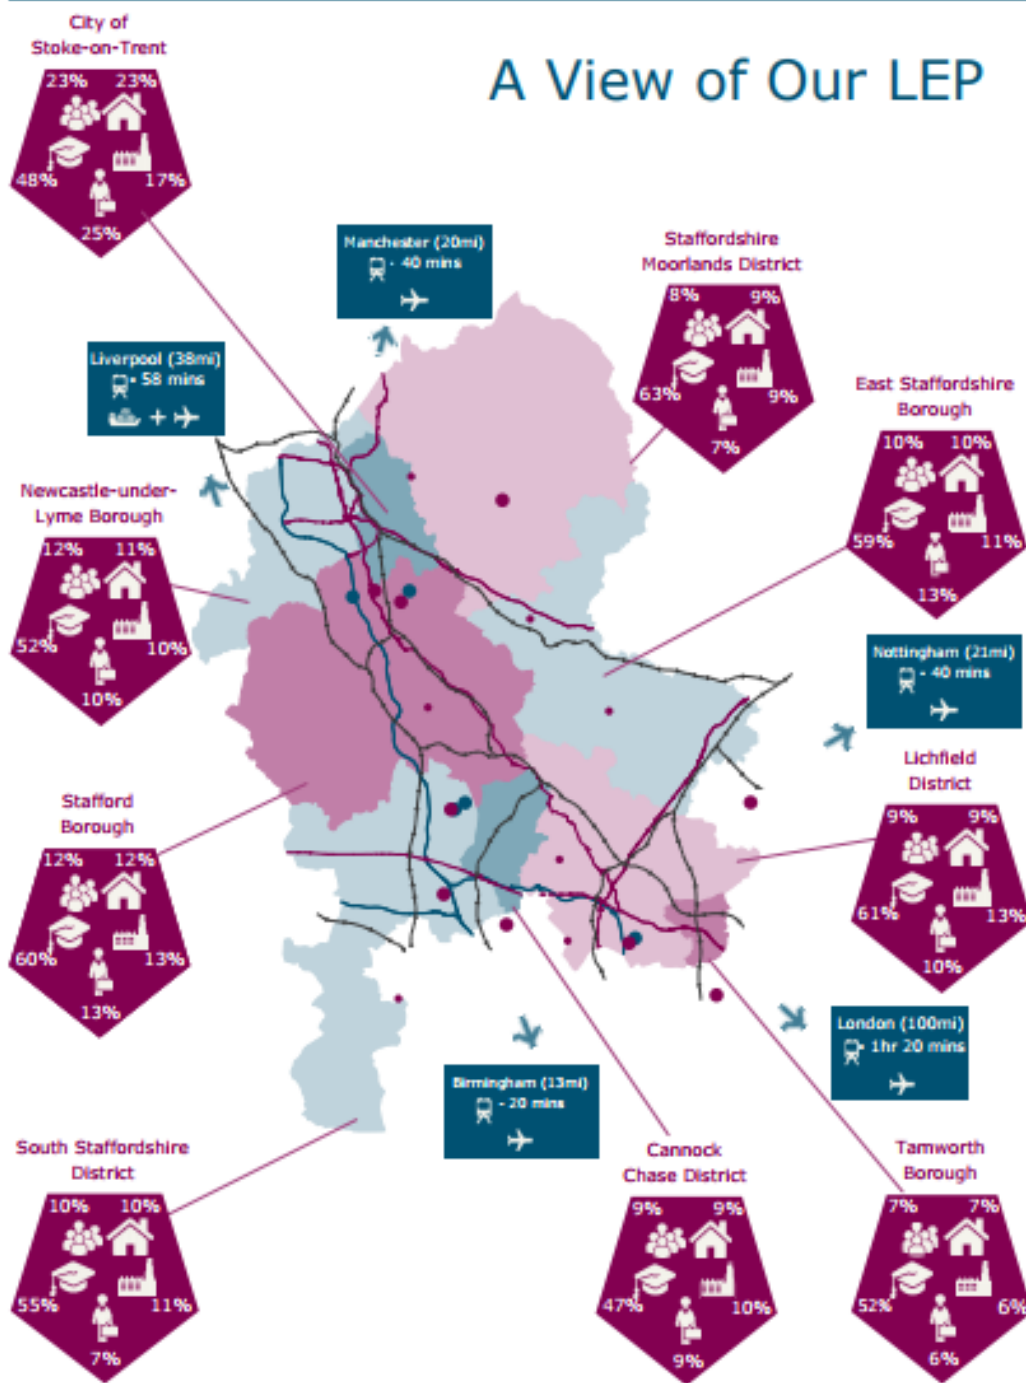 City of
Stoke-on-Trent
A View of Our LEP
23% 23%
48% 17%
25%
Manchester (20mi)
- 40 mins
Staffordshire
Moorlands District
8% 9%
63% 9%
7%
Liverpool (38mi)
- 58 mins
+
East Staffordshire
Borough
10% 10%
59% 11%
13%
Newcastle-under-
Lyme Borough
12% 11%
52% 10%
10%
Nottingham (21mi)
- 40 mins
Lichfield
District
9% 9%
61% 13%
10%
Stafford
Borough
12% 12%
60% 13%
13%
London (100mi)
- 1hr 20 mins
Birmingham (13mi)
- 20 mins
South Staffordshire
District
10% 10%
55% 11%
7%
Cannock
Chase District
9% 9%
47% 10%
9%
Tamworth
Borough
7% 7%
52% 6%
6%